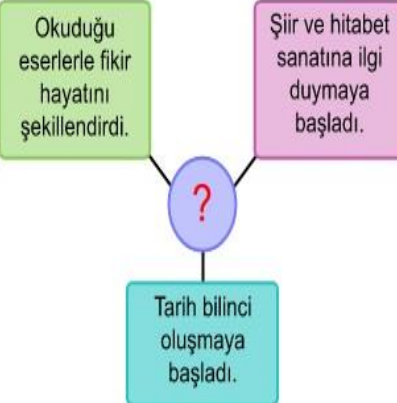 Okuduğu
eserlerle fikir
hayatını
şekillendirdi.
Şiir ve hitabet
sanatına ilgi
duymaya
başladı.
?
Tarih bilinci
oluşmaya
başladı.